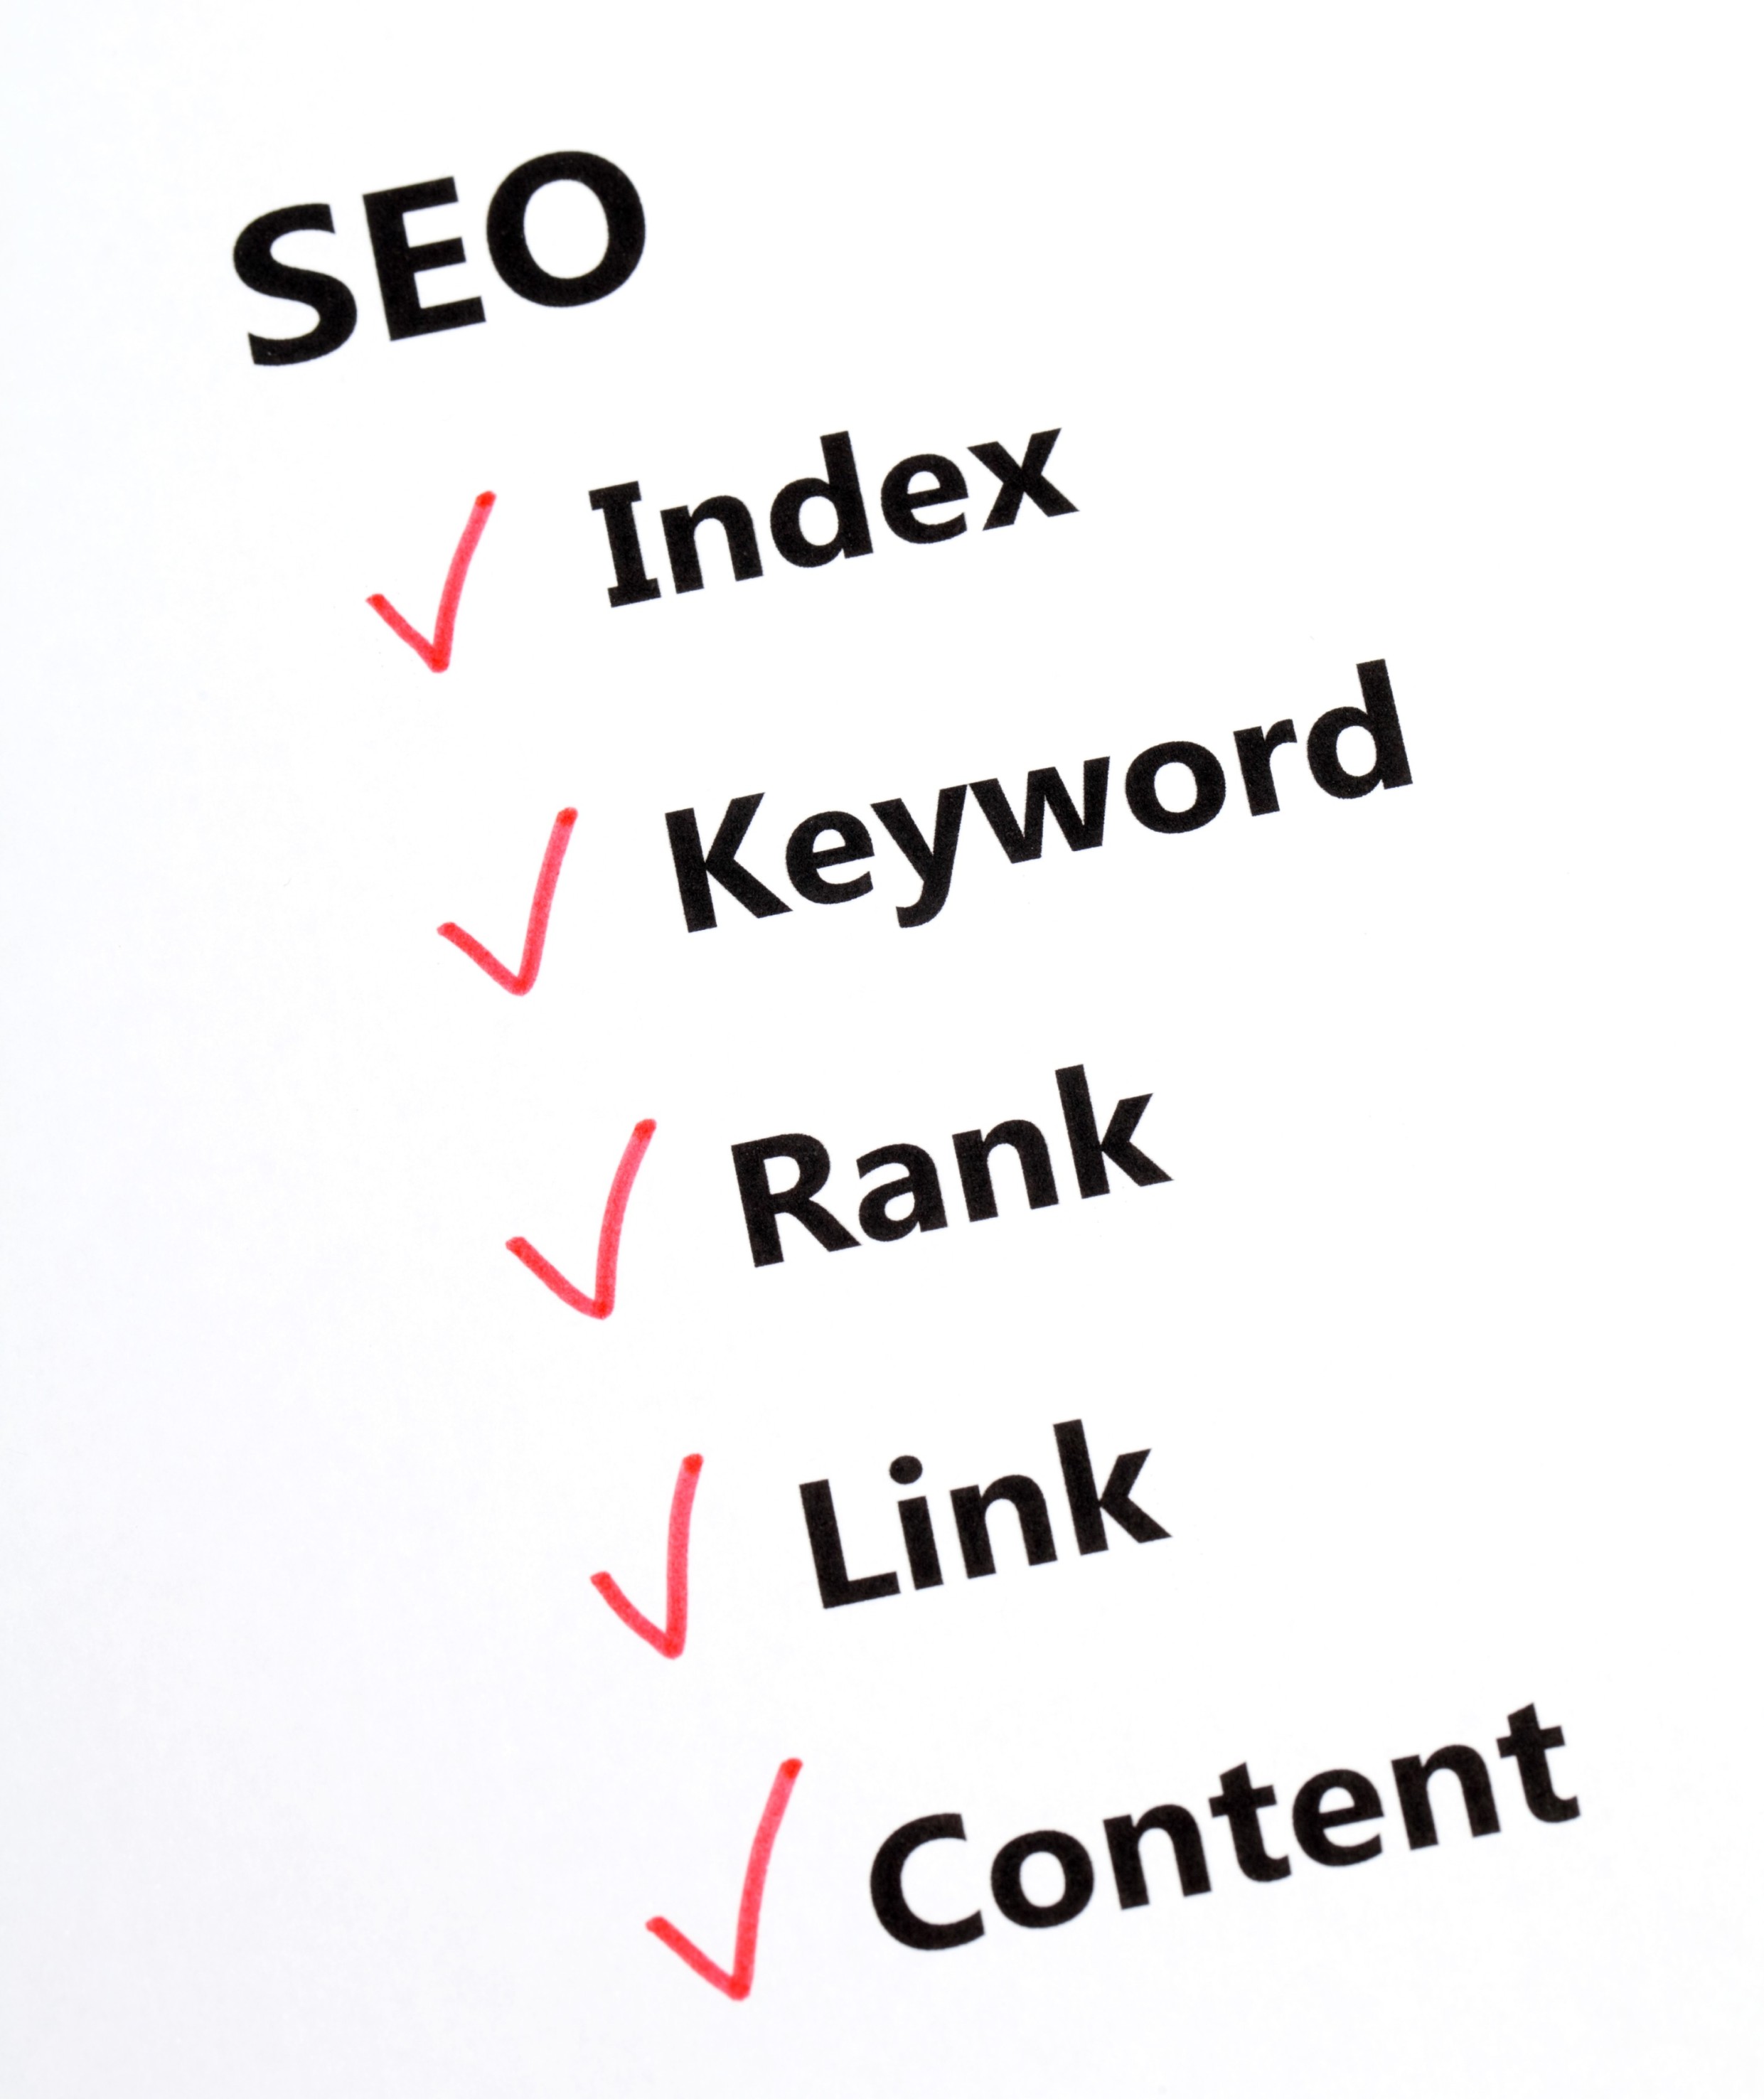 SEO
✓ Index
✓ Keyword
✓ Rank
✓ Link
✓ Content